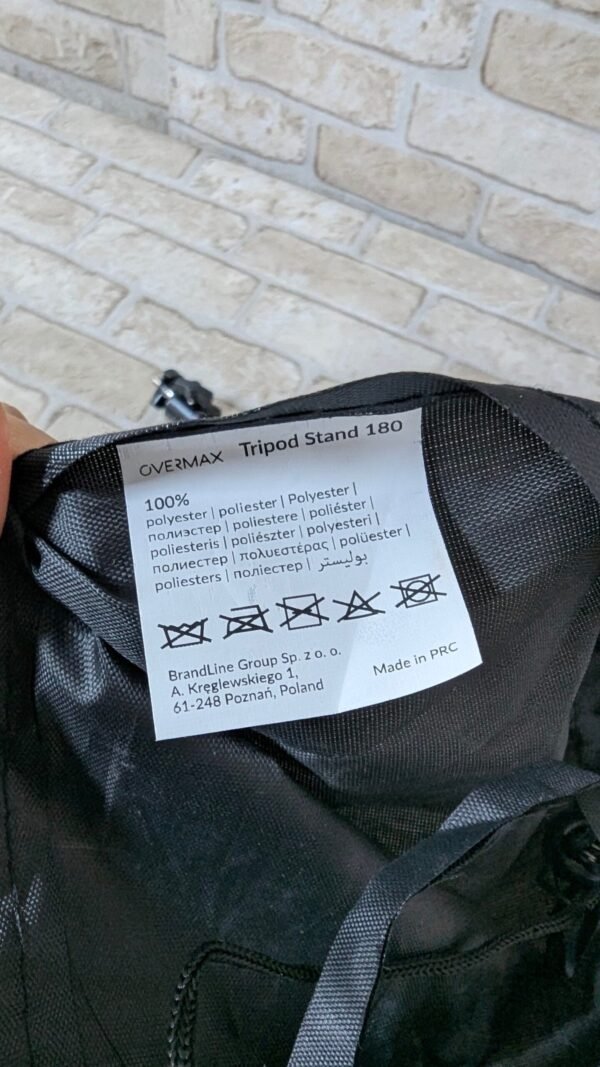 OVERMAX Tripod Stand 180
100%
polyester | poliester | Polyester |
полиэстер | poliestere | poliéster |
poliesteris | poliészter | polyesteri |
полиестер | πολυεστέρας | polüester |
poliesters | поліестер | بوليستر
BrandLine Group Sp. z o. o.
A. Kręglewskiego 1,
61-248 Poznań, Poland
Made in PRC